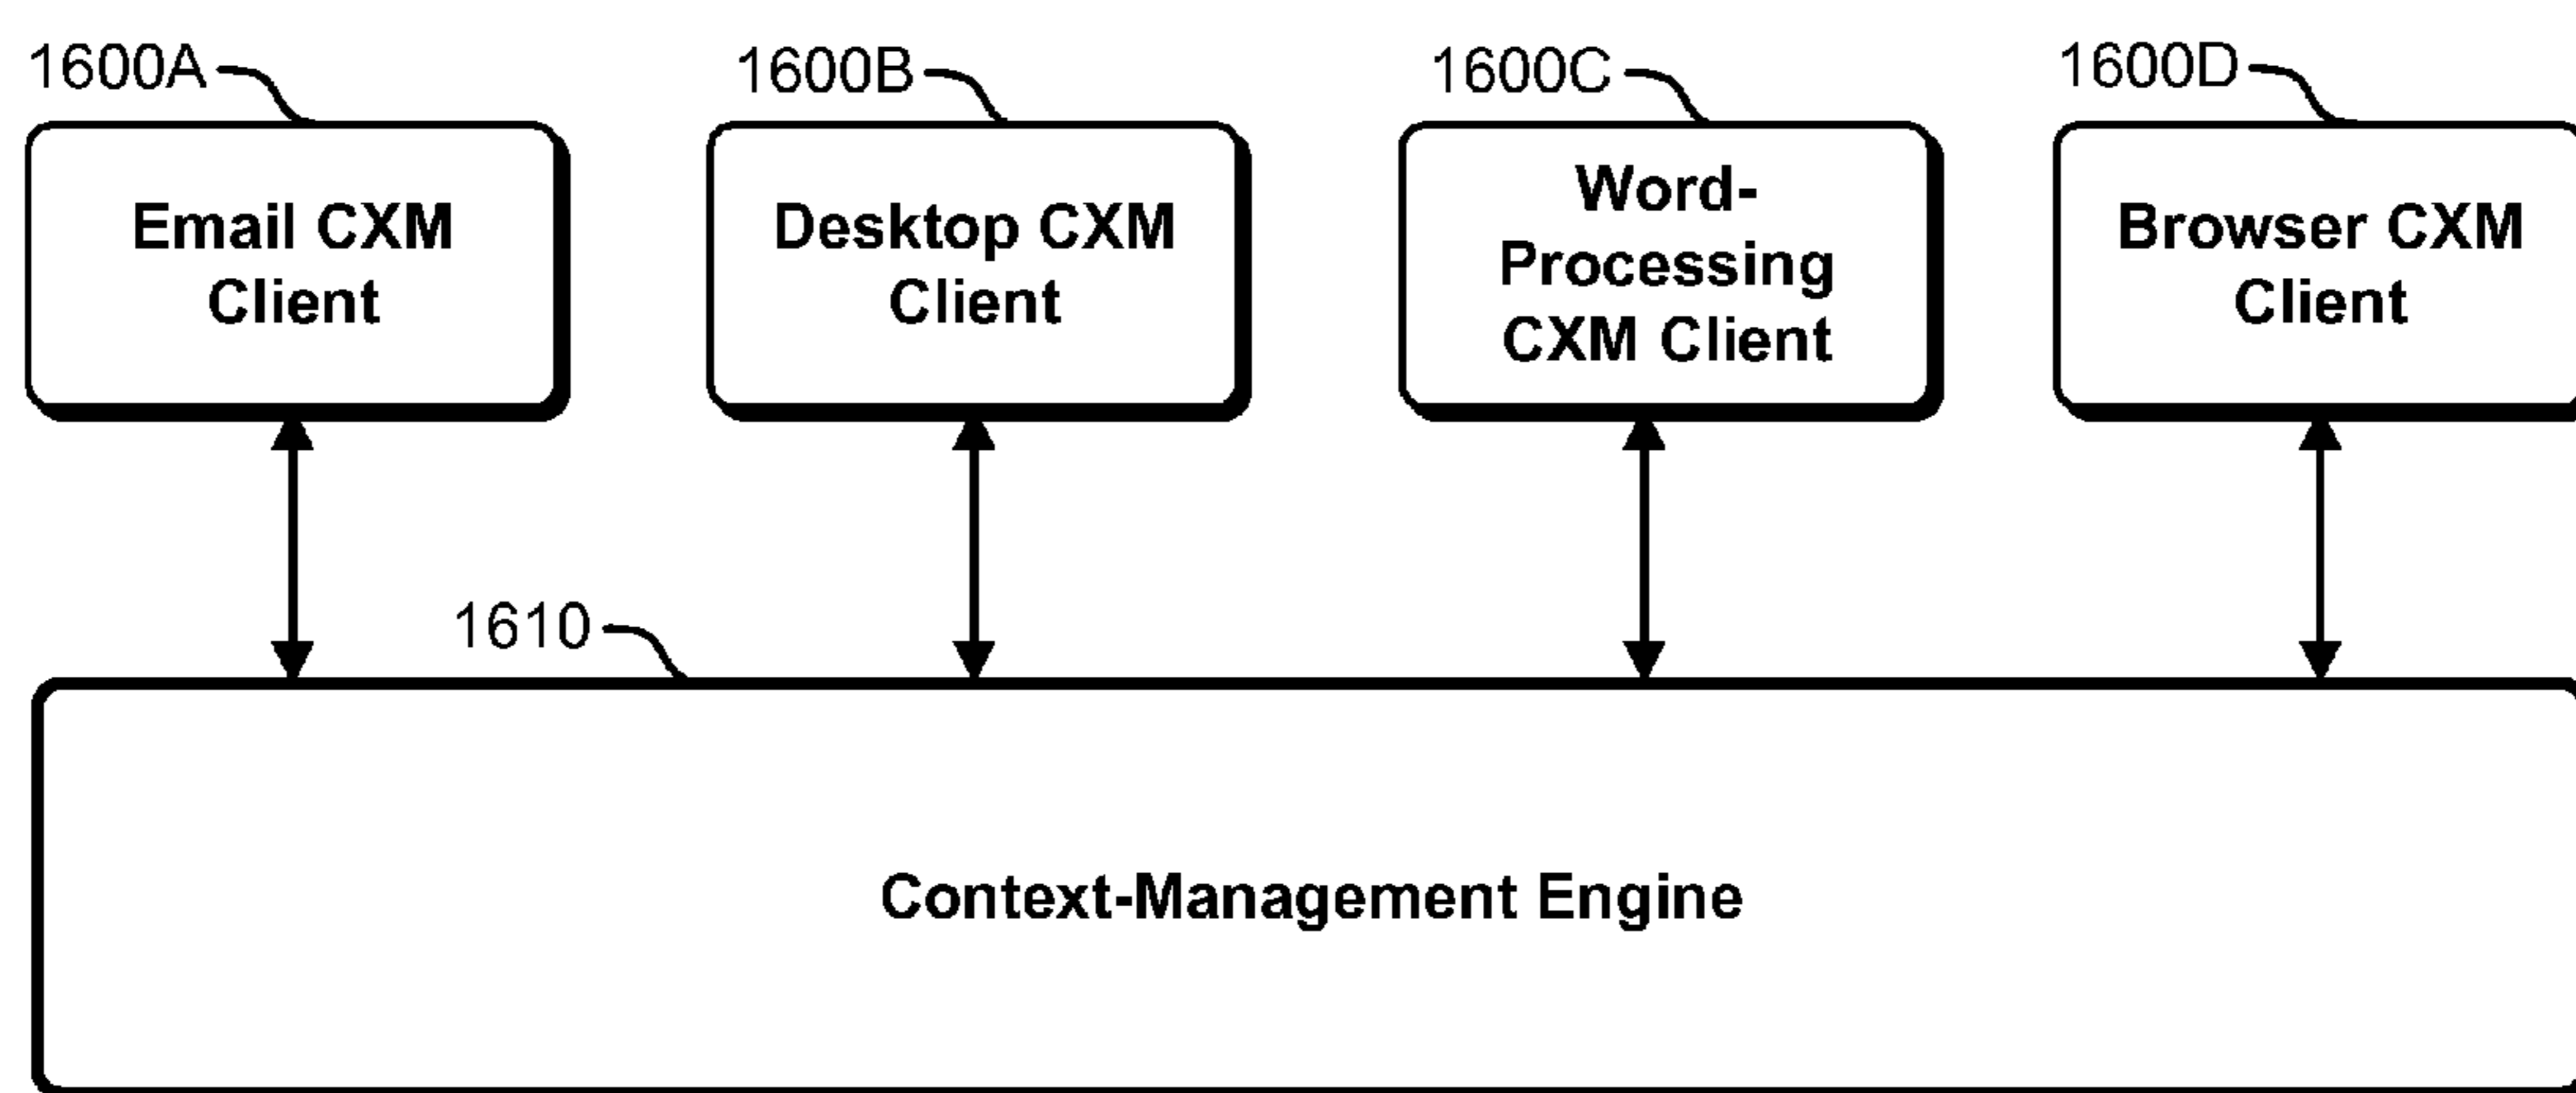 1600A
1600B
1600C
1600D
Email CXM
Client
Desktop CXM
Client
Word-
Processing
CXM Client
Browser CXM
Client
1610
Context-Management Engine